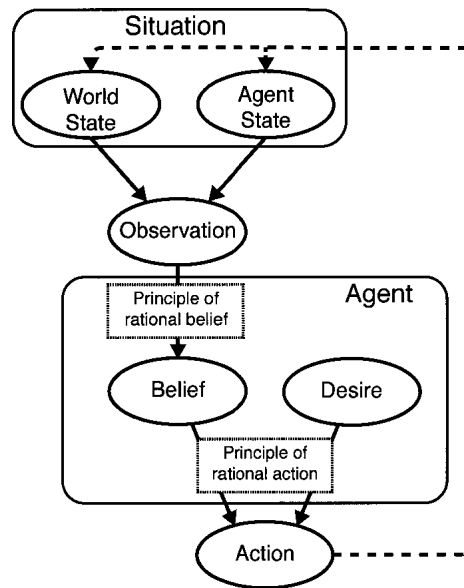 Situation
World
State
Agent
State
Observation
Agent
Principle of
rational belief
Belief
Desire
Principle of
rational action
Action